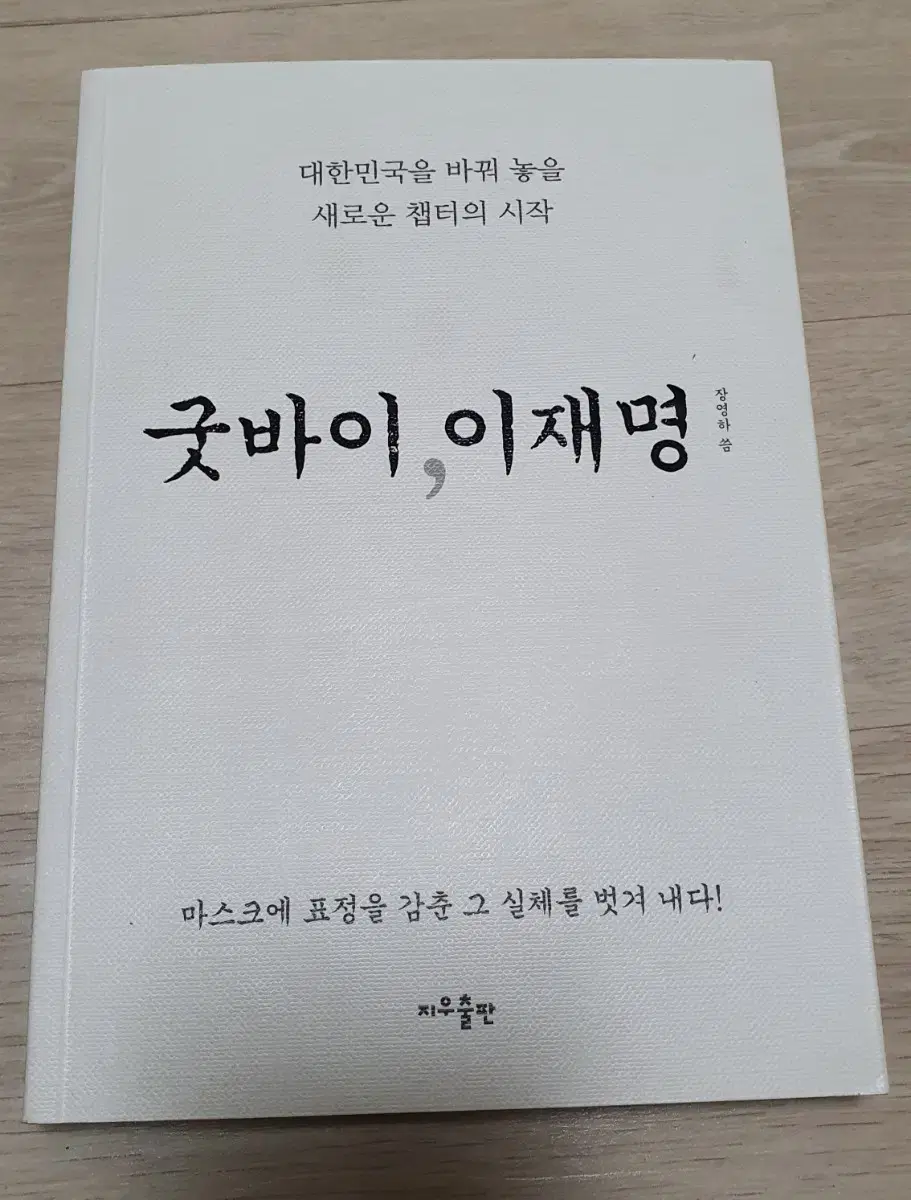 대한민국을 바꿔 놓을
새로운 챕터의 시작
굿바이, 이재명
장영하 씀
마스크에 표정을 감춘 그 실체를 벗겨 내다!
지우출판